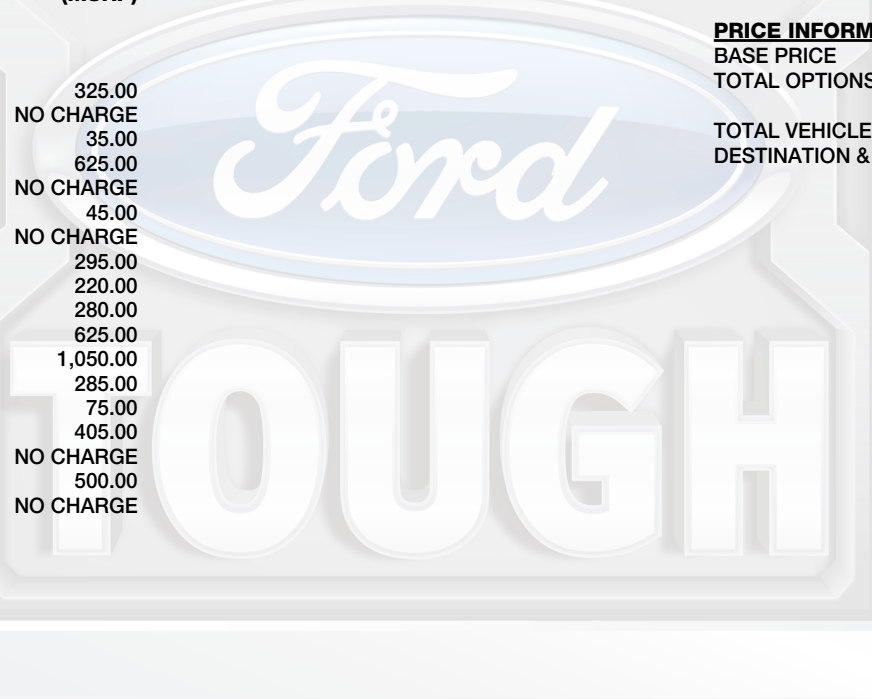 325.00
NO CHARGE
35.00
625.00
NO CHARGE
45.00
NO CHARGE
295.00
220.00
280.00
625.00
1,050.00
285.00
75.00
405.00
NO CHARGE
500.00
NO CHARGE
PRICE INFORM
BASE PRICE
TOTAL OPTIONS
TOTAL VEHICLE
DESTINATION &
Ford
TOUGH